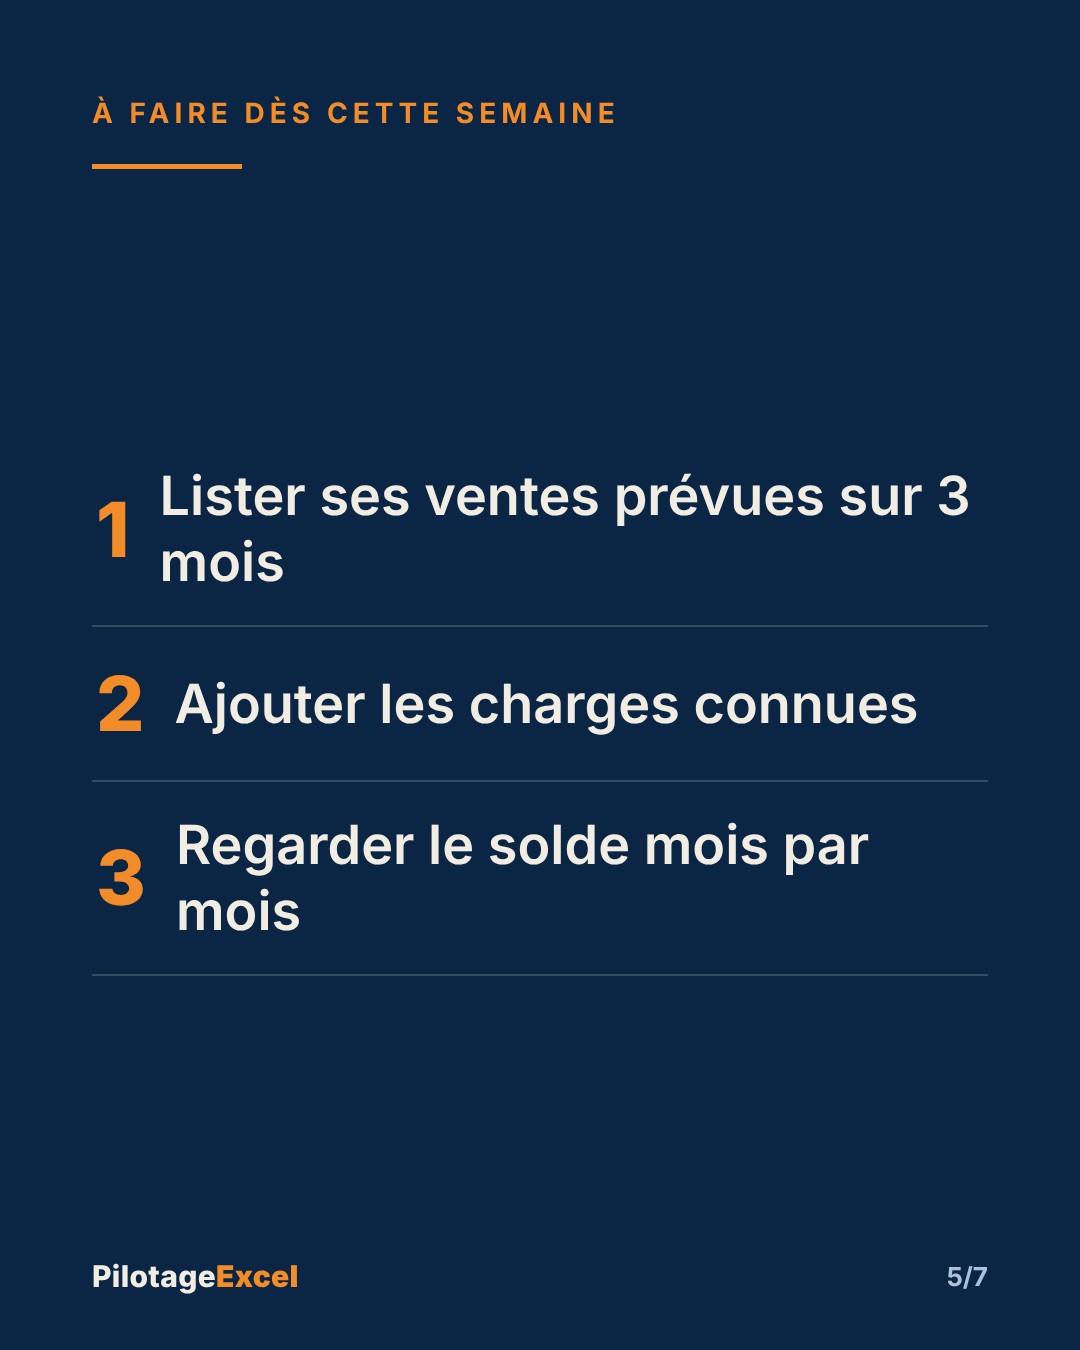 À FAIRE DÈS CETTE SEMAINE
1 Lister ses ventes prévues sur 3
mois
2 Ajouter les charges connues
3 Regarder le solde mois par
mois
PilotageExcel
5/7